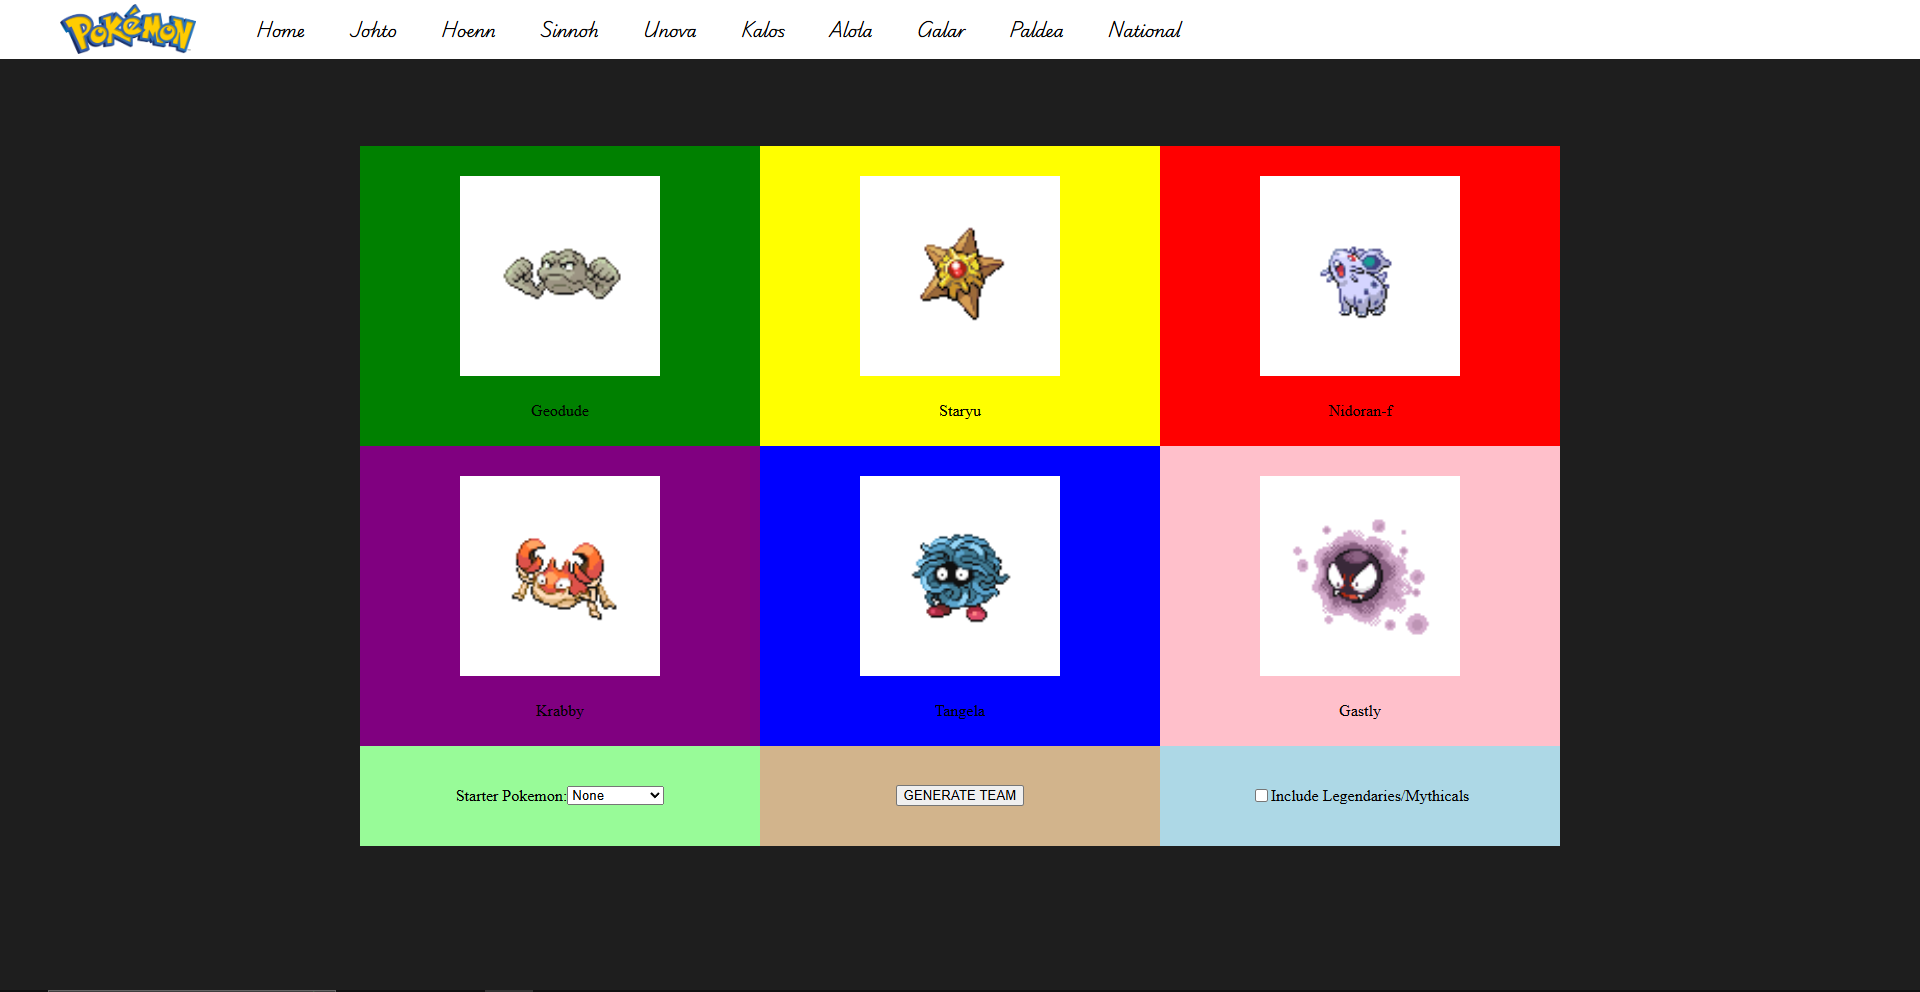 POKéMON Home Johto Hoenn Sinnoh Unova Kalos Alola Galar Paldea National
Geodude Staryu Nidoran-f
Krabby Tangela Gastly
Starter Pokemon: None GENERATE TEAM Include Legendaries/Mythicals